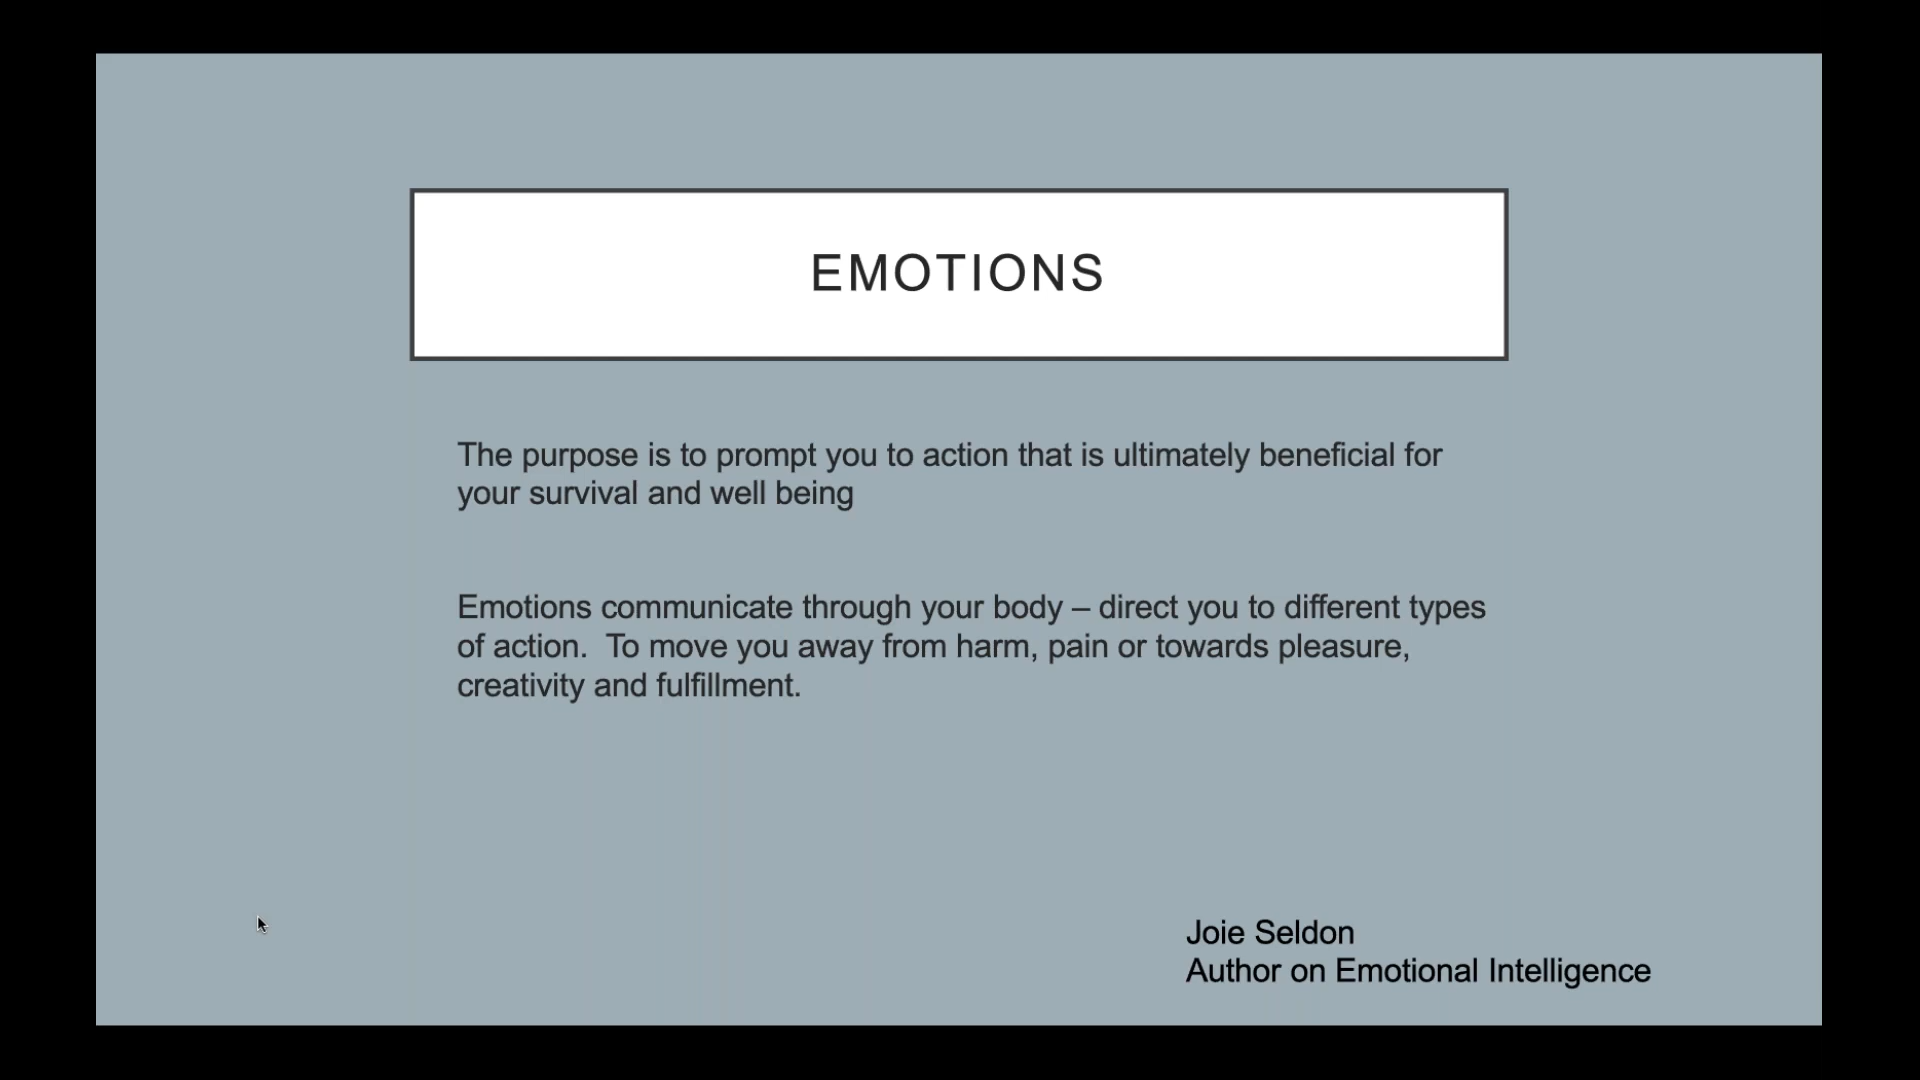 EMOTIONS
The purpose is to prompt you to action that is ultimately beneficial for
your survival and well being
Emotions communicate through your body – direct you to different types
of action.  To move you away from harm, pain or towards pleasure,
creativity and fulfillment.
Joie Seldon
Author on Emotional Intelligence